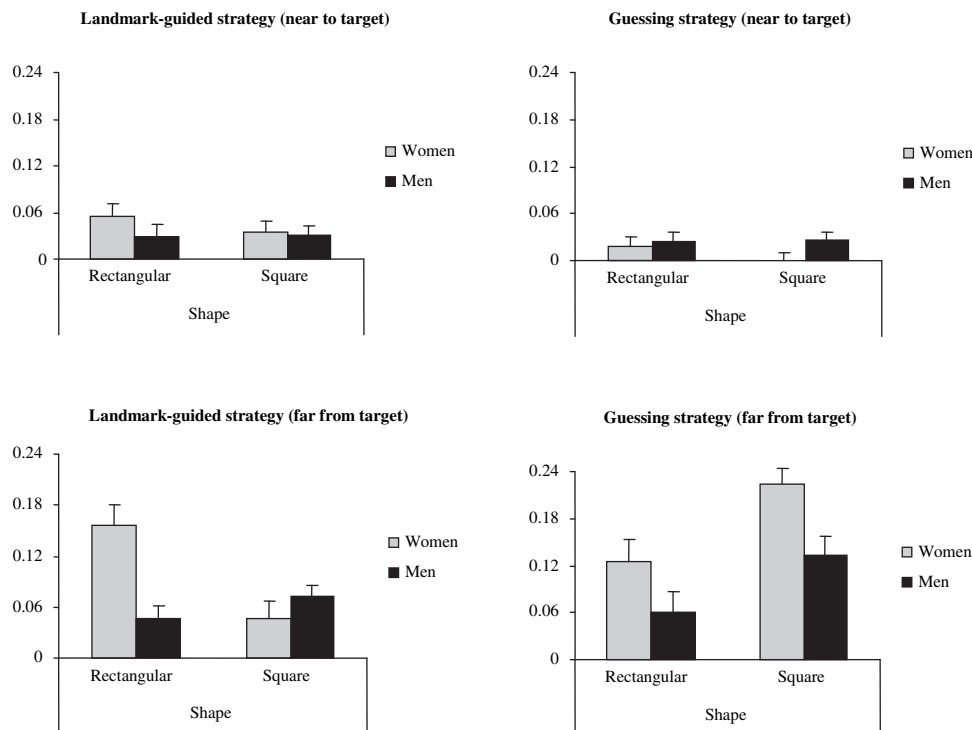 Landmark-guided strategy (near to target)
0.24
0.18
0.12
0.06
0
Rectangular Square
Shape
Women
Men
Guessing strategy (near to target)
0.24
0.18
0.12
0.06
0
Rectangular Square
Shape
Women
Men
Landmark-guided strategy (far from target)
0.24
0.18
0.12
0.06
0
Rectangular Square
Shape
Women
Men
Guessing strategy (far from target)
0.24
0.18
0.12
0.06
0
Rectangular Square
Shape
Women
Men